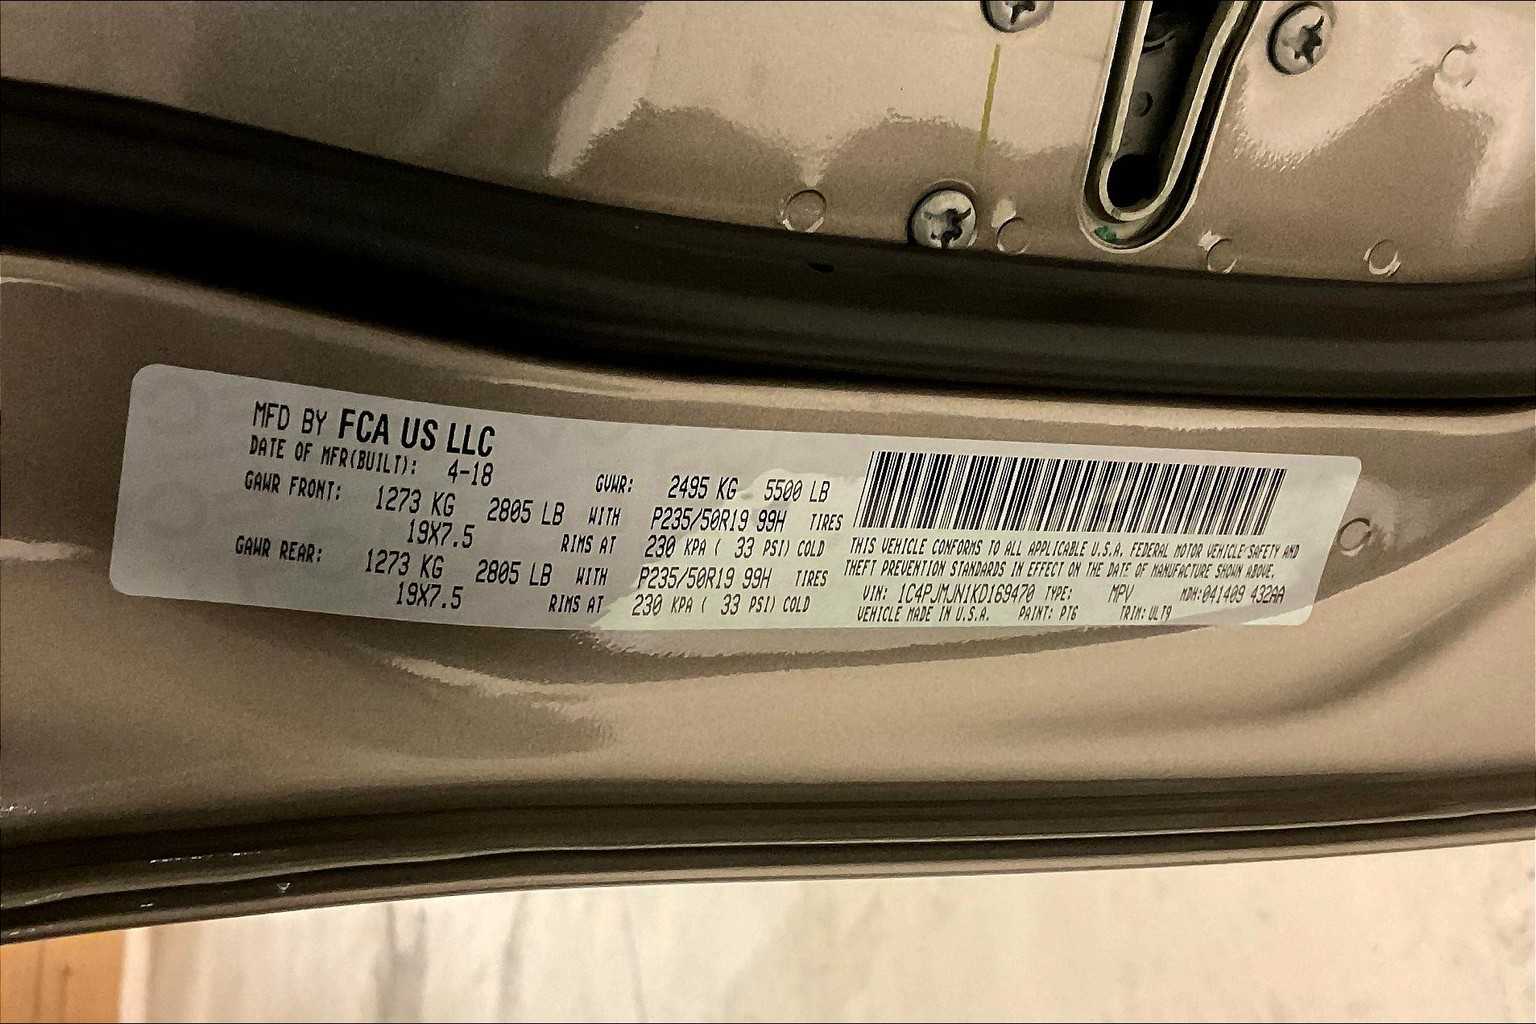 MFD BY FCA US LLC
DATE OF MFR(BUILT): 4-18
GVWR: 2495 KG 5500 LB
GAWR FRONT: 1273 KG 2805 LB WITH P235/50R19 99H TIRES
19X7.5 RIMS AT 230 KPA ( 33 PSI) COLD
GAWR REAR: 1273 KG 2805 LB WITH P235/50R19 99H TIRES
19X7.5 RIMS AT 230 KPA ( 33 PSI) COLD
THIS VEHICLE CONFORMS TO ALL APPLICABLE U.S.A. FEDERAL MOTOR VEHICLE SAFETY AND
THEFT PREVENTION STANDARDS IN EFFECT ON THE DATE OF MANUFACTURE SHOWN ABOVE.
VIN: 1C4PJMJN1KD169470 TYPE: MPV MDH:041409 432AA
VEHICLE MADE IN U.S.A. PAINT: PTG TRIM: ULT9